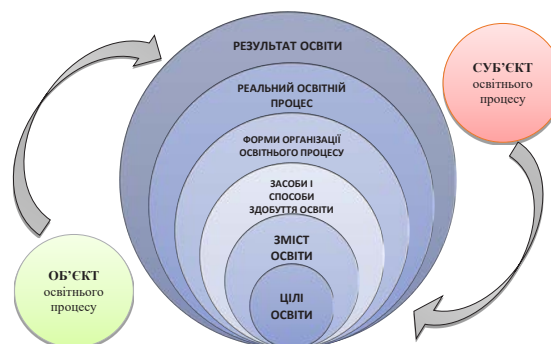 РЕЗУЛЬТАТ ОСВІТИ
РЕАЛЬНИЙ ОСВІТНІЙ
ПРОЦЕС
ФОРМИ ОРГАНІЗАЦІЇ
ОСВІТНЬОГО ПРОЦЕСУ
ЗАСОБИ І
СПОСОБИ
ЗДОБУТТЯ ОСВІТИ
ЗМІСТ
ОСВІТИ
ЦІЛІ
ОСВІТИ
СУБ’ЄКТ
освітнього
процесу
ОБ’ЄКТ
освітнього
процесу